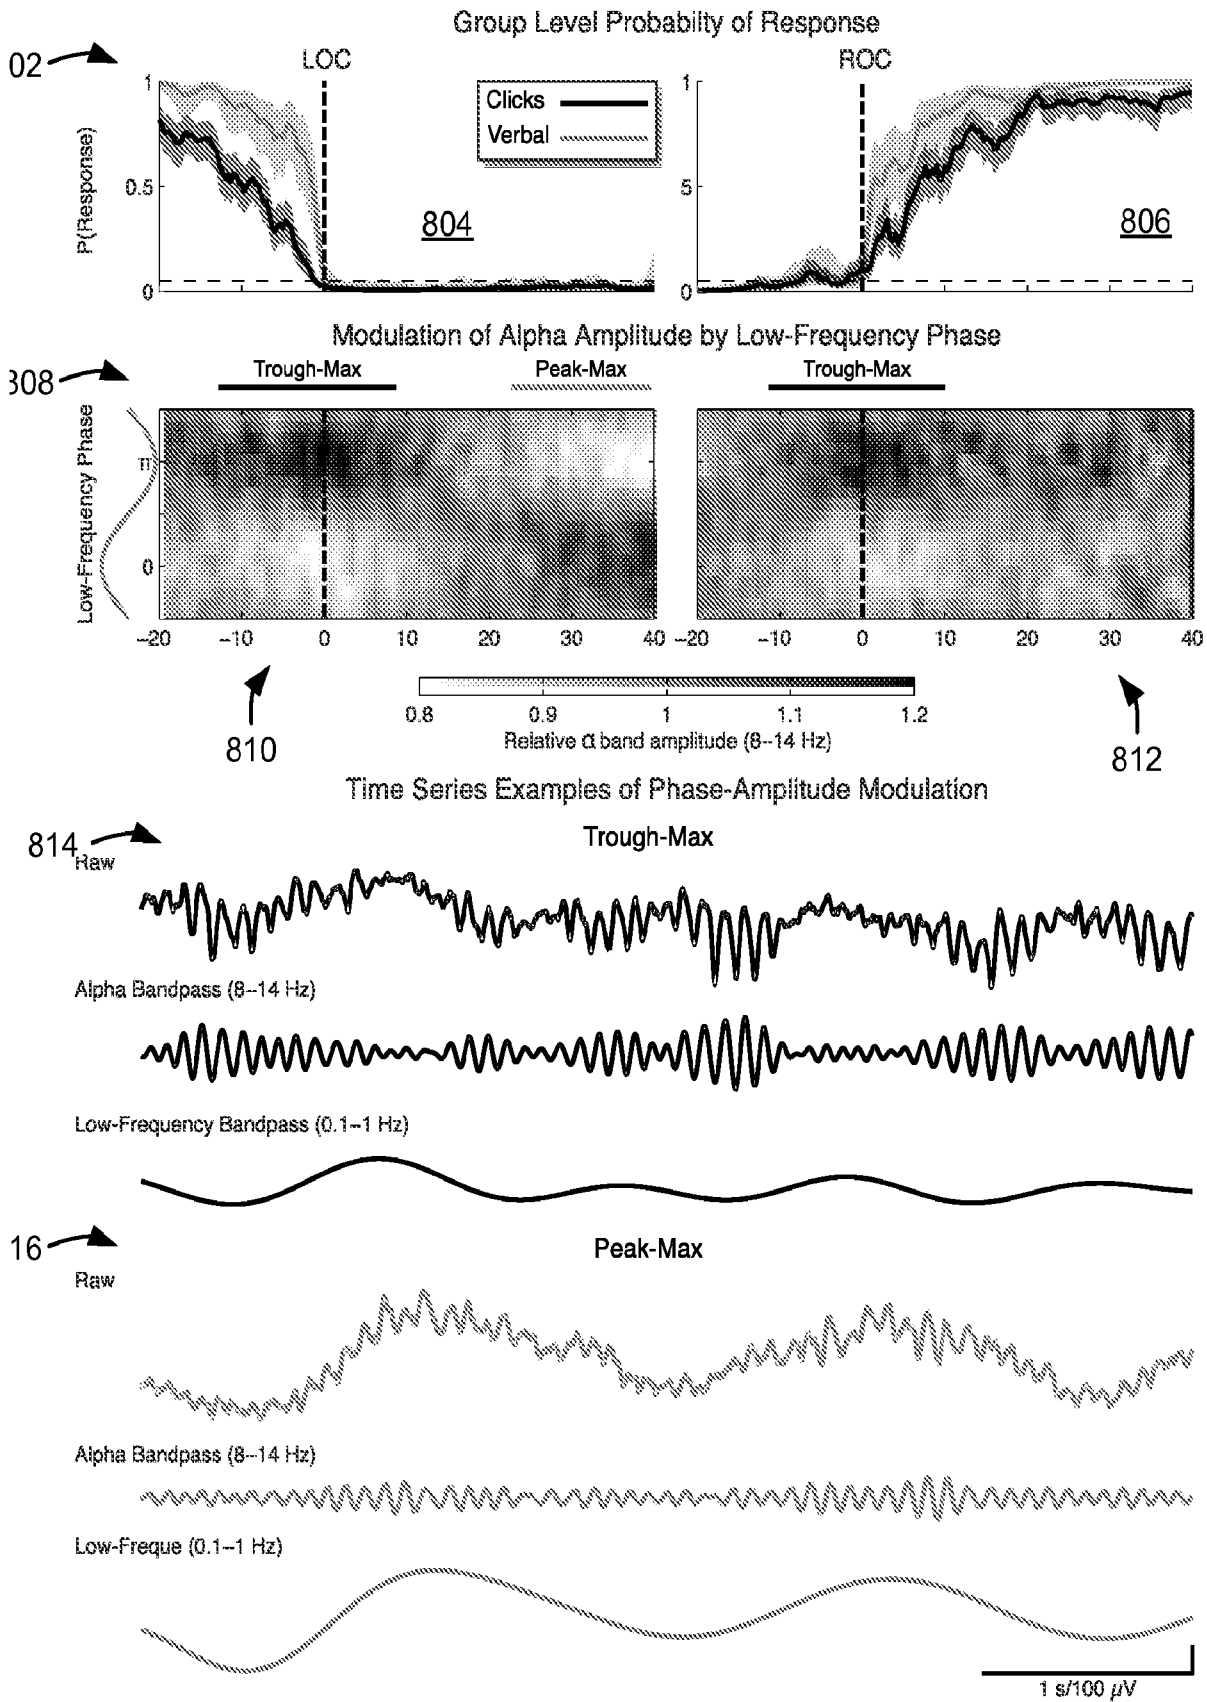 Group Level Probabilty of Response
02
LOC
ROC
1
1
Clicks
Verbal
P(Response)
0.5
5
804
806
0
0
Modulation of Alpha Amplitude by Low-Frequency Phase
308
Trough-Max
Peak-Max
Trough-Max
Low-Frequency Phase
π
0
-20
-10
0
10
20
30
40
-20
-10
0
10
20
30
40
0.8
0.9
1
1.1
1.2
Relative α band amplitude (8-14 Hz)
810
812
Time Series Examples of Phase-Amplitude Modulation
814
Trough-Max
Raw
Alpha Bandpass (8-14 Hz)
Low-Frequency Bandpass (0.1-1 Hz)
16
Peak-Max
Raw
Alpha Bandpass (8-14 Hz)
Low-Freque (0.1-1 Hz)
1 s/100 μV